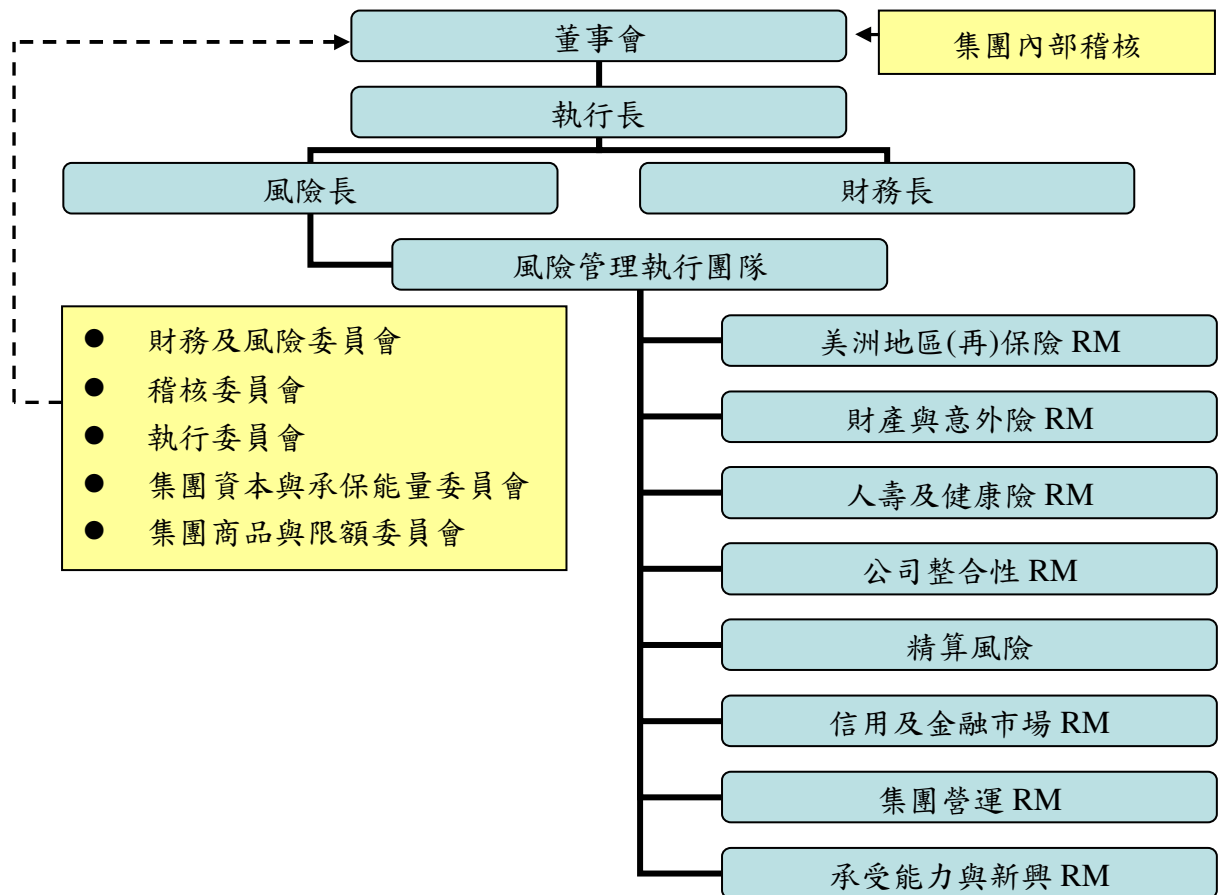 董事會
集團內部稽核
執行長
風險長
財務長
風險管理執行團隊
● 財務及風險委員會
● 稽核委員會
● 執行委員會
● 集團資本與承保能量委員會
● 集團商品與限額委員會
美洲地區(再)保險 RM
財產與意外險 RM
人壽及健康險 RM
公司整合性 RM
精算風險
信用及金融市場 RM
集團營運 RM
承受能力與新興 RM